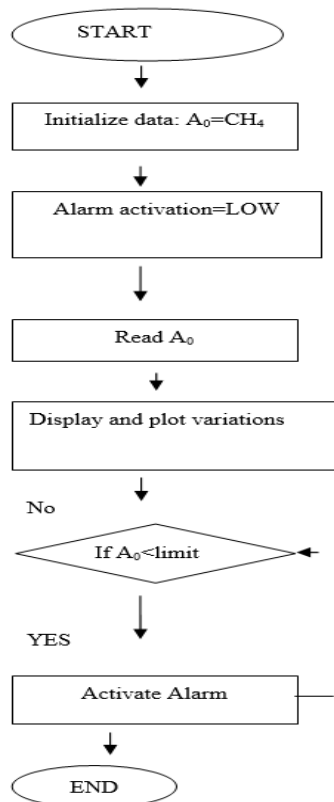 START
Initialize data: A₀=CH₄
Alarm activation=LOW
Read A₀
Display and plot variations
No
If A₀<limit
YES
Activate Alarm
END